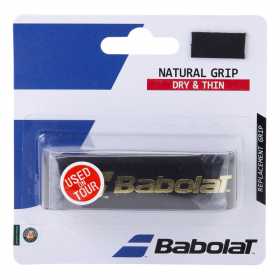 NATURAL GRIP
DRY & THIN
REPLACEMENT GRIP
USED ON TOUR
BabolaT
BabolaT